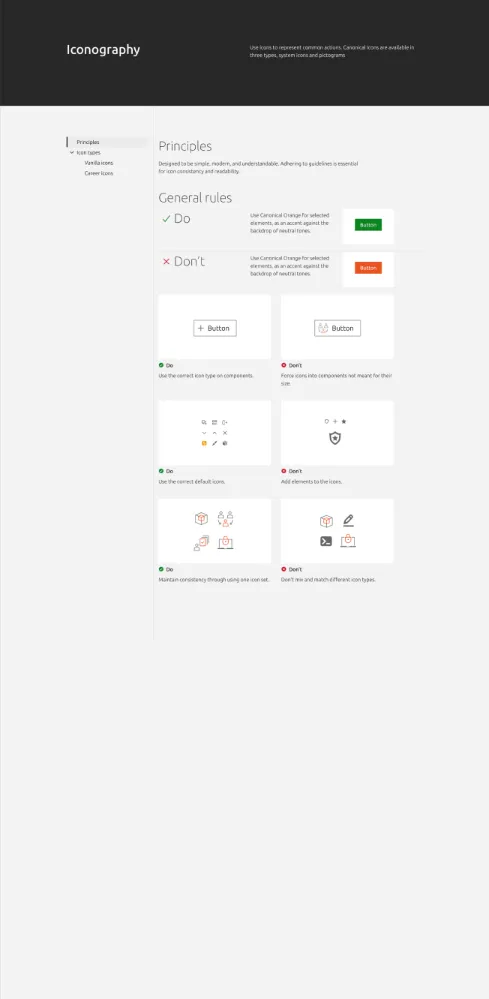 Iconography
Use icons to represent common actions. Canonical icons are available in
three types, system icons and pictograms
Principles
Icon types
Vanilla icons
Career icons
Principles
Designed to be simple, modern, and understandable. Adhering to guidelines is essential
for icon consistency and readability.
General rules
Do
Use Canonical Orange for selected
elements, as an accent against the
backdrop of neutral tones.
Button
Don't
Use Canonical Orange for selected
elements, as an accent against the
backdrop of neutral tones.
Button
Button
Button
Do
Use the correct icon type on components.
Don't
Force icons into components not meant for their
size.
Do
Use the correct default icons.
Don't
Add elements to the icons.
Do
Maintain consistency through using one icon set.
Don't
Don't mix and match different icon types.